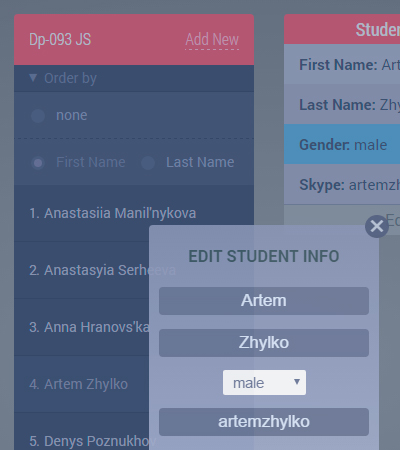 Dp-093 JS
Add New
▼ Order by
none
First Name
Last Name
1. Anastasiia Manil'nykova
2. Anastasyia Serheeva
3. Anna Hranovs'ka
4. Artem Zhylko
5. Denys Poznukhov
Studen
First Name: Art
Last Name: Zhy
Gender: male
Skype: artemzh
Ed
EDIT STUDENT INFO
Artem
Zhylko
male
artemzhylko